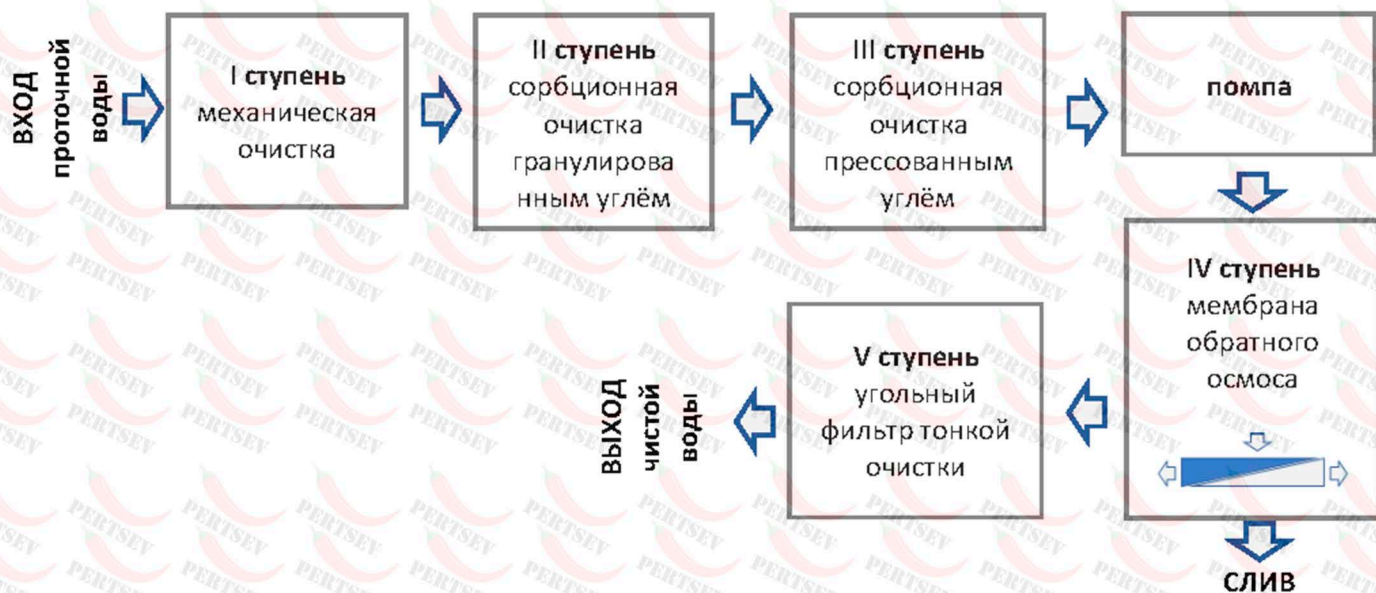 ВХОД
проточной
воды
I ступень
механическая
очистка
II ступень
сорбционная
очистка
гранулирова
нным углём
III ступень
сорбционная
очистка
прессованным
углём
помпа
IV ступень
мембрана
обратного
осмоса
V ступень
угольный
фильтр тонкой
очистки
ВЫХОД
чистой
воды
СЛИВ
PERTSEV